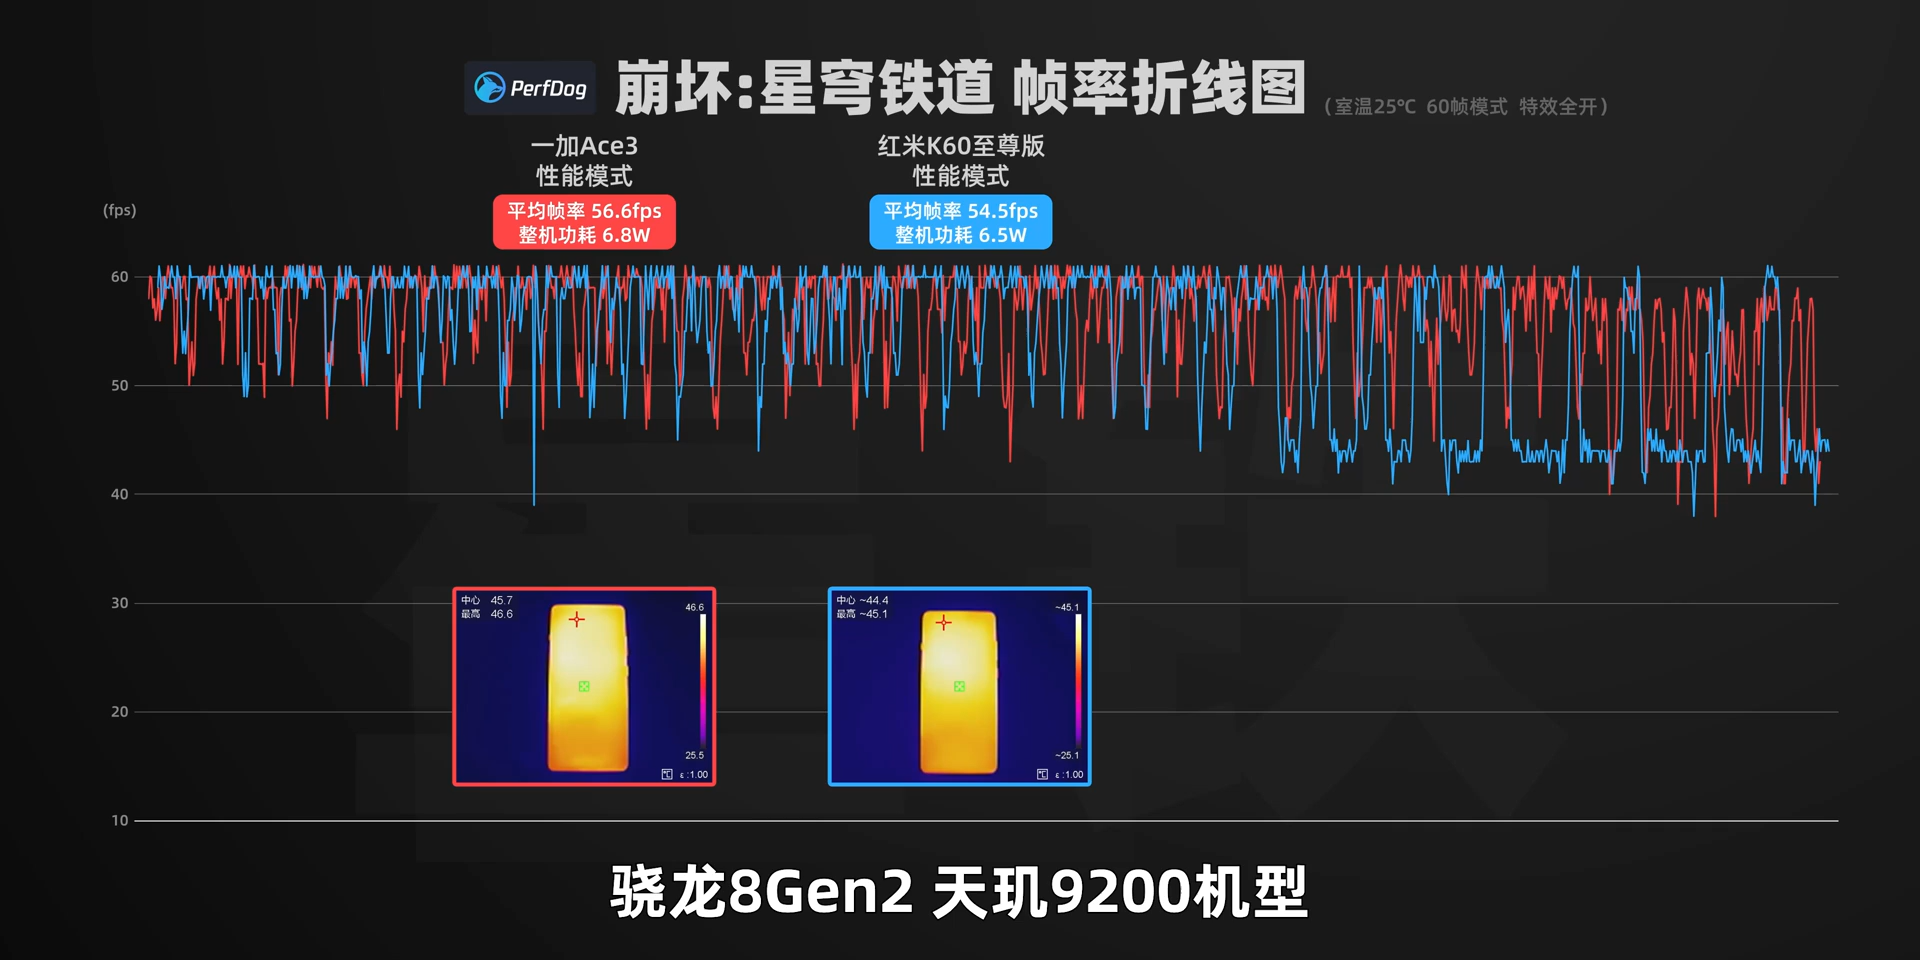 PerfDog
崩坏:星穹铁道 帧率折线图
(室温25℃ 60帧模式 特效全开)
一加Ace3
性能模式
平均帧率 56.6fps
整机功耗 6.8W
红米K60至尊版
性能模式
平均帧率 54.5fps
整机功耗 6.5W
(fps)
60
50
40
30
20
10
中心 45.7
最高 46.6
46.6
25.5
℃ ε:1.00
中心 ~44.4
最高 ~45.1
~45.1
~25.1
℃ ε:1.00
骁龙8Gen2 天玑9200机型